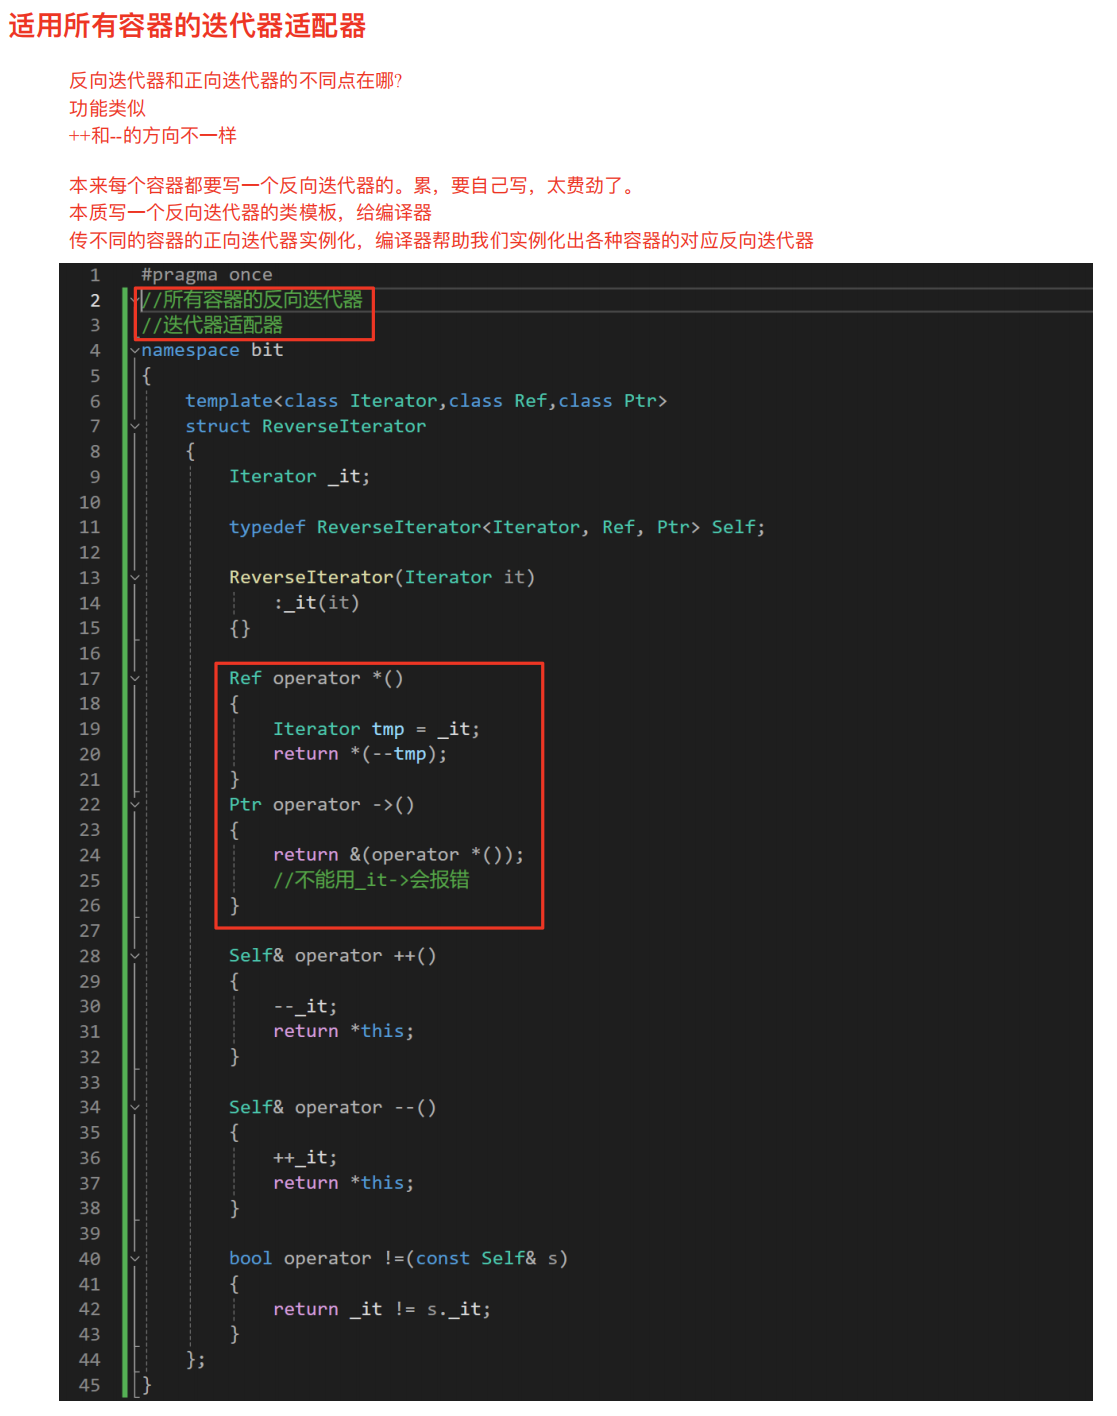 适用所有容器的迭代器适配器
反向迭代器和正向迭代器的不同点在哪?
功能类似
++和--的方向不一样
本来每个容器都要写一个反向迭代器的。累，要自己写，太费劲了。
本质写一个反向迭代器的类模板，给编译器
传不同的容器的正向迭代器实例化，编译器帮助我们实例化出各种容器的对应反向迭代器
1 #pragma once
2 //所有容器的反向迭代器
3 //迭代器适配器
4 namespace bit
5 {
6 template<class Iterator,class Ref,class Ptr>
7 struct ReverseIterator
8 {
9 Iterator _it;
10
11 typedef ReverseIterator<Iterator, Ref, Ptr> Self;
12
13 ReverseIterator(Iterator it)
14 :_it(it)
15 {}
16
17 Ref operator *()
18 {
19 Iterator tmp = _it;
20 return *(--tmp);
21 }
22 Ptr operator ->()
23 {
24 return &(operator *());
25 //不能用_it->会报错
26 }
27
28 Self& operator ++()
29 {
30 --_it;
31 return *this;
32 }
33
34 Self& operator --()
35 {
36 ++_it;
37 return *this;
38 }
39
40 bool operator !=(const Self& s)
41 {
42 return _it != s._it;
43 }
44 };
45 }